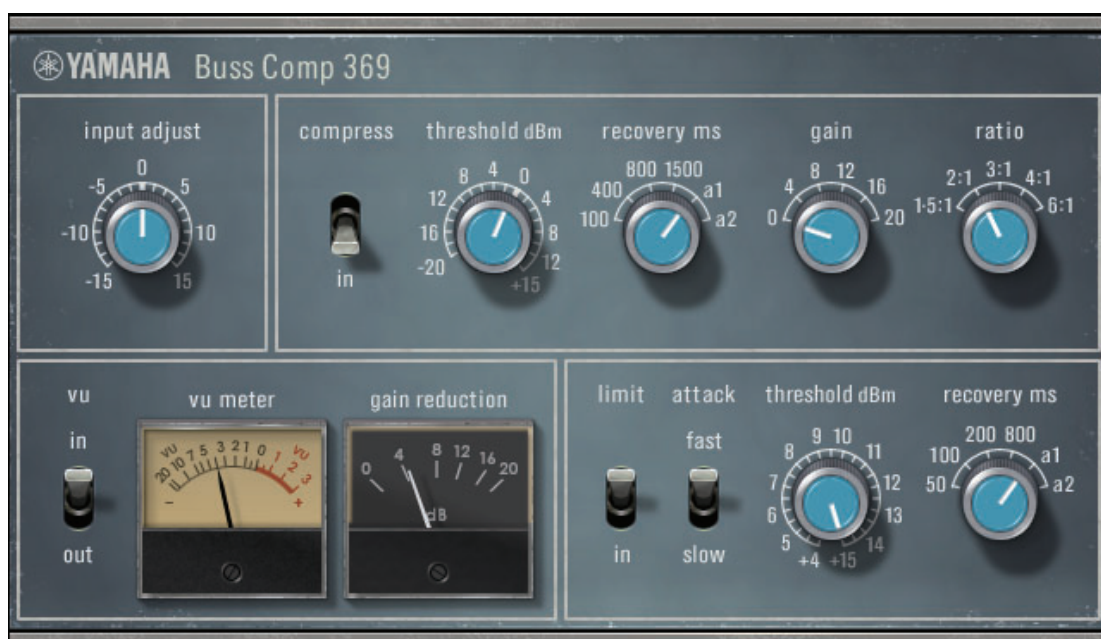 YAMAHA Buss Comp 369
input adjust
0
-5 5
-10 10
-15 15
compress
in
threshold dBm
4
8 0
12 4
16 8
-20 12
+15
recovery ms
800 1500
400 a1
100 a2
gain
8 12
4 16
0 20
ratio
3:1
2:1 4:1
1·5:1 6:1
vu
in
out
vu meter
VU VU
20 10 7 5 3 2 1 0 1 2 3
- +
gain reduction
0 4 8 12 16 20
dB
limit
in
attack
fast
slow
threshold dBm
9 10
8 11
7 12
6 13
5 14
+4 +15
recovery ms
200 800
100 a1
50 a2